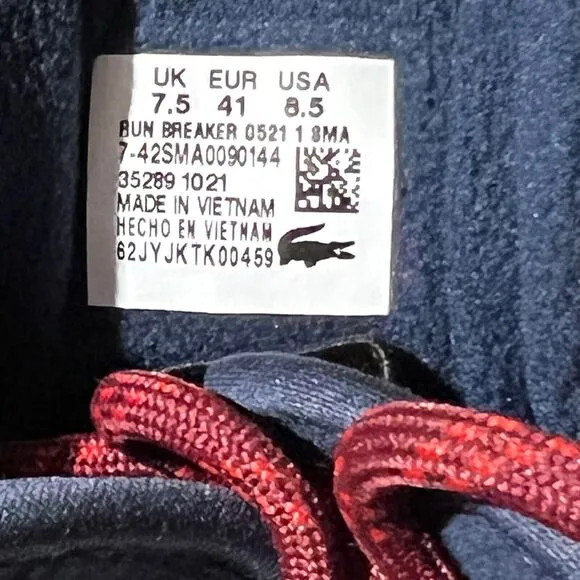 UK EUR USA
7.5 41 8.5
RUN BREAKER 0521 1 SMA
7-42SMA0090144
35289 1021
MADE IN VIETNAM
HECHO EN VIETNAM
62JYJKTK00459